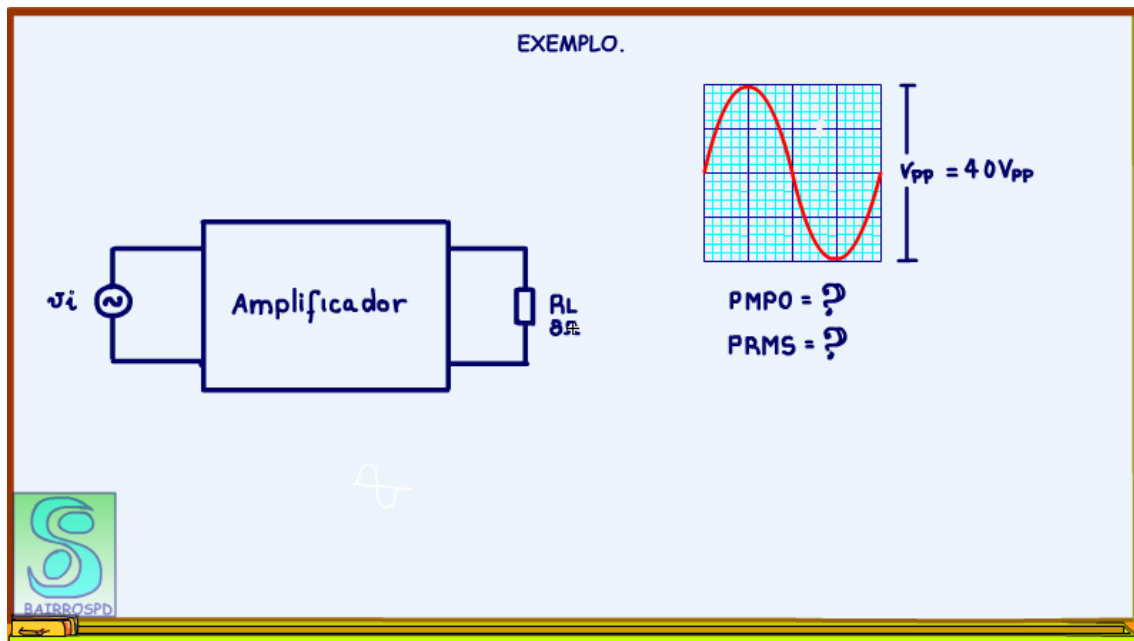 EXEMPLO.
VPP = 40VPP
vi
Amplificador
RL
8Ω
PMPO = ?
PRMS = ?
BAIRROSPD